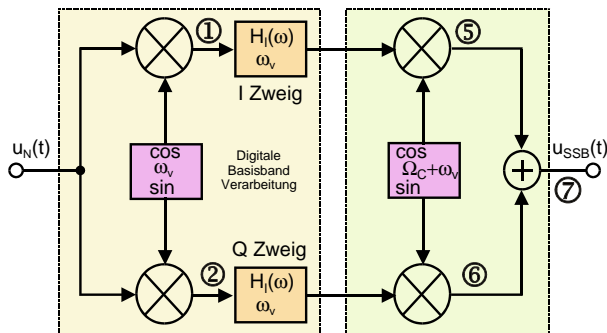 ① H_I(ω)
ω_v
I Zweig
⑤
u_N(t)
cos
ω_v
sin
Digitale
Basisband
Verarbeitung
cos
Ω_C+ω_v
sin
u_SSB(t)
⑦
Q Zweig
② H_I(ω)
ω_v
⑥